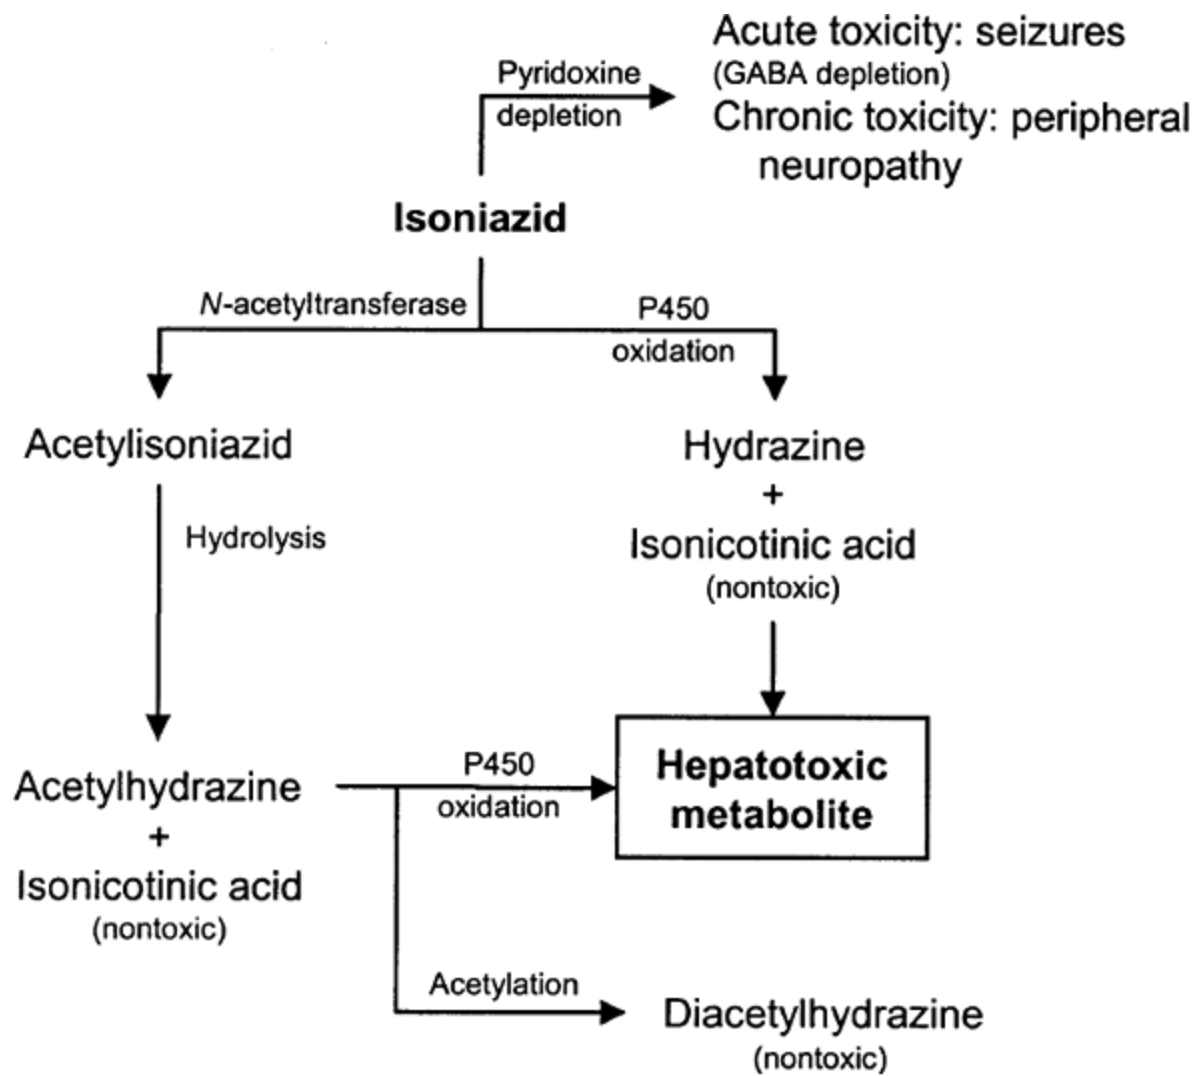 Acute toxicity: seizures
(GABA depletion)
Chronic toxicity: peripheral
neuropathy
Pyridoxine
depletion
Isoniazid
N-acetyltransferase
P450
oxidation
Acetylisoniazid
Hydrazine
+
Isonicotinic acid
(nontoxic)
Hydrolysis
Acetylhydrazine
+
Isonicotinic acid
(nontoxic)
P450
oxidation
Hepatotoxic
metabolite
Acetylation
Diacetylhydrazine
(nontoxic)